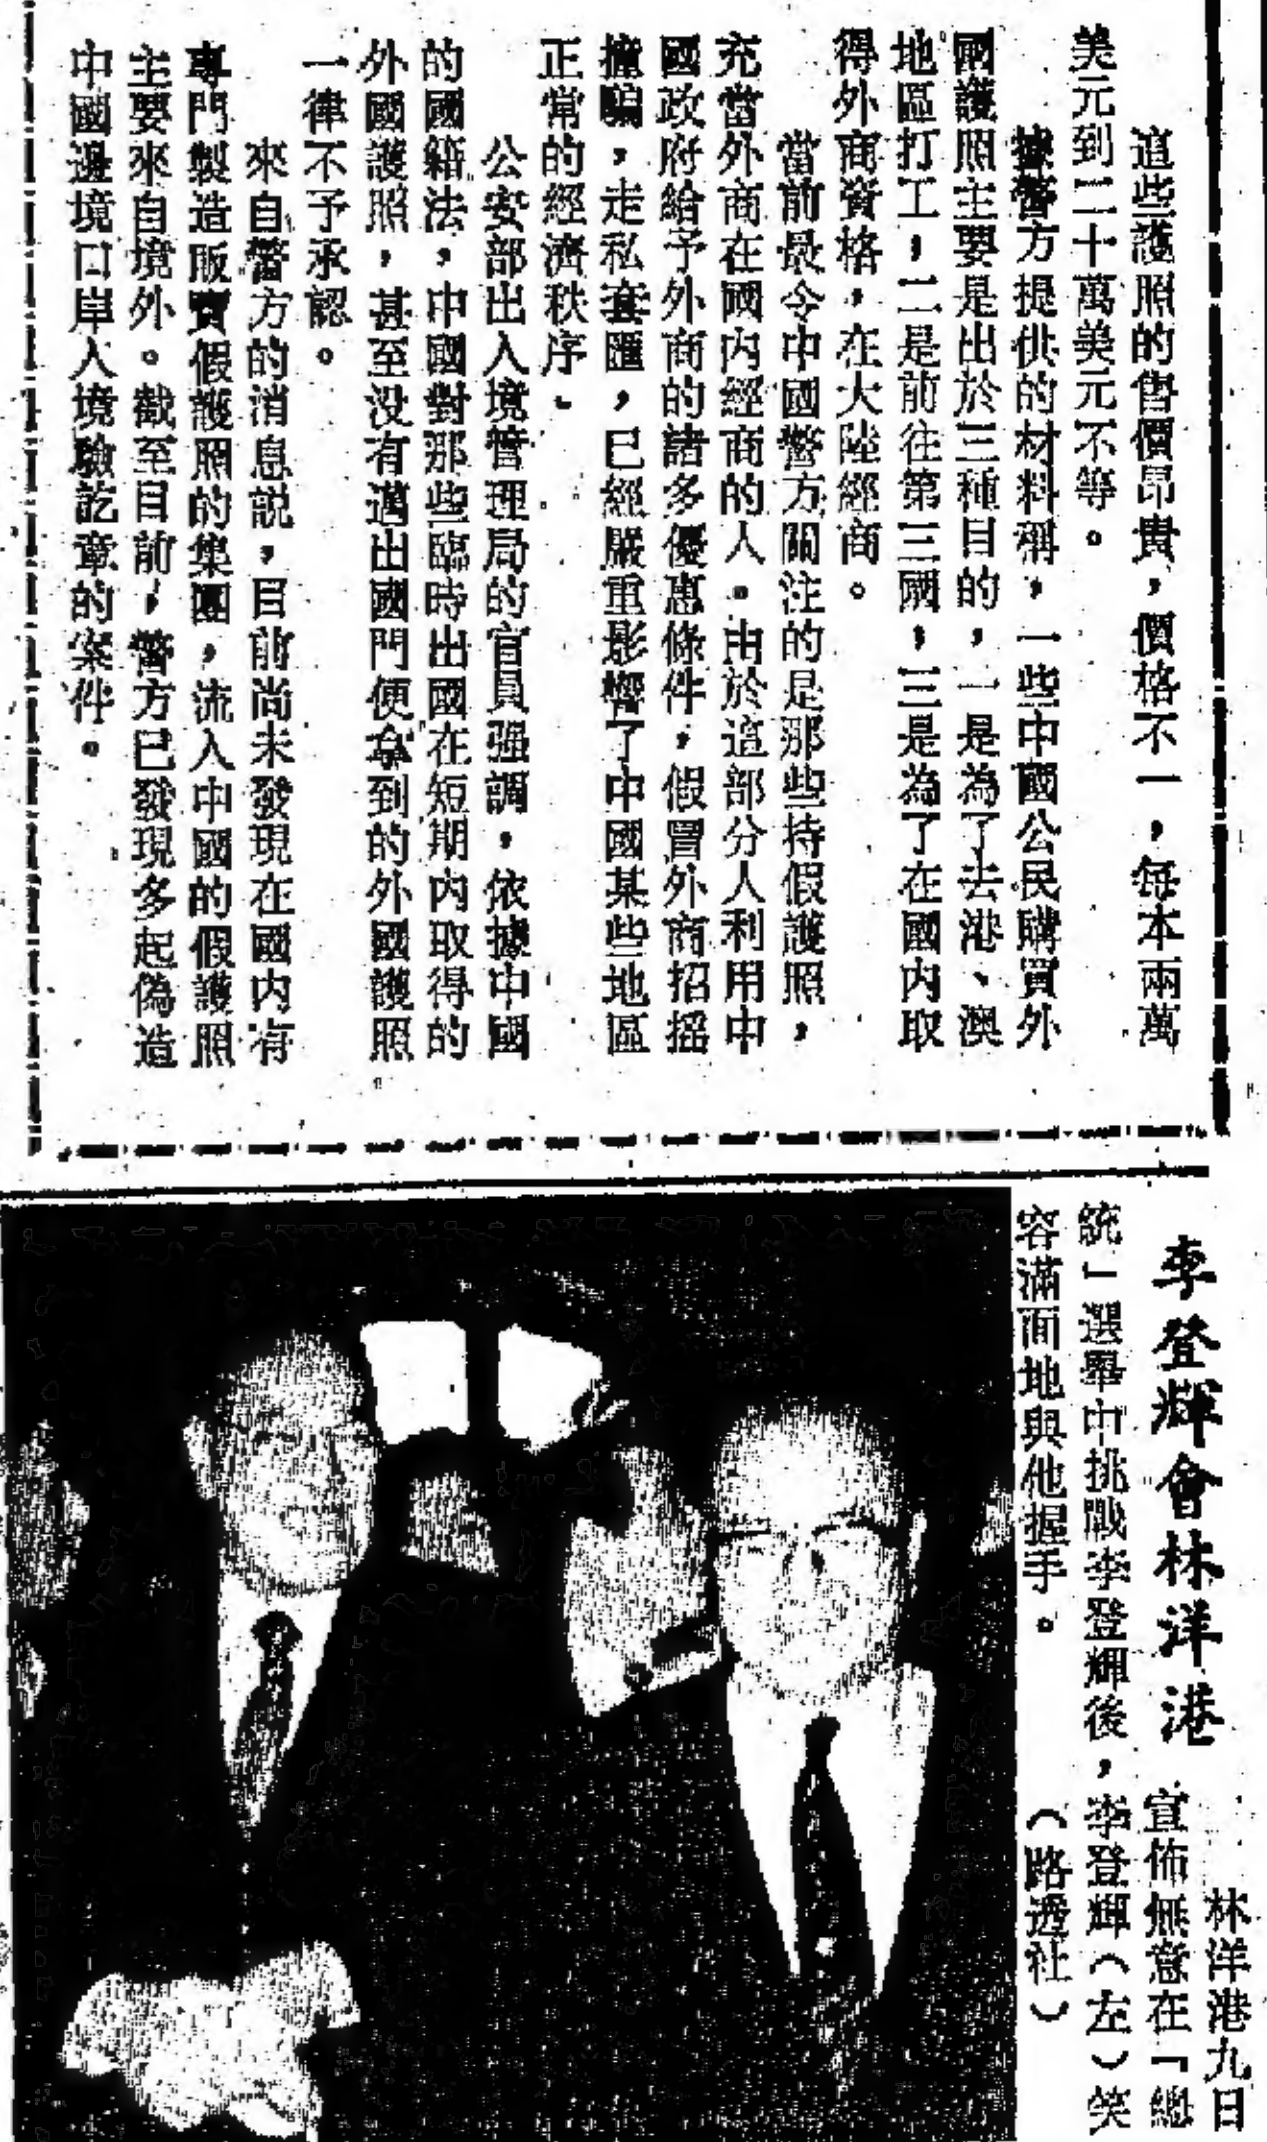 這些護照的售價昂貴，價格不一，每本兩萬
美元到二十萬美元不等。
據警方提供的材料稱，一些中國公民購買外
國護照主要是出於三種目的，一是為了去港、澳
地區打工，二是前往第三國，三是為了在國內取
得外商資格，在大陸經商。
當前最令中國警方關注的是那些持假護照，
充當外商在國內經商的人。由於這部分人利用中
國政府給予外商的諸多優惠條件，假冒外商招搖
撞騙，走私套匯，已經嚴重影響了中國某些地區
正常的經濟秩序。
公安部出入境管理局的官員強調，依據中國
的國籍法，中國對那些臨時出國在短期內取得的
外國護照，甚至没有邁出國門便拿到的外國護照
一律不予承認。
來自警方的消息說，目前尚未發現在國內有
專門製造販賣假護照的集團，流入中國的假護照
主要來自境外。截至目前，警方已發現多起偽造
中國邊境口岸入境驗訖章的案件。
李登輝會林洋港
林洋港九日
宣佈無意在「總
統」選舉中挑戰李登輝後，李登輝（左）笑
容滿面地與他握手。（路透社）